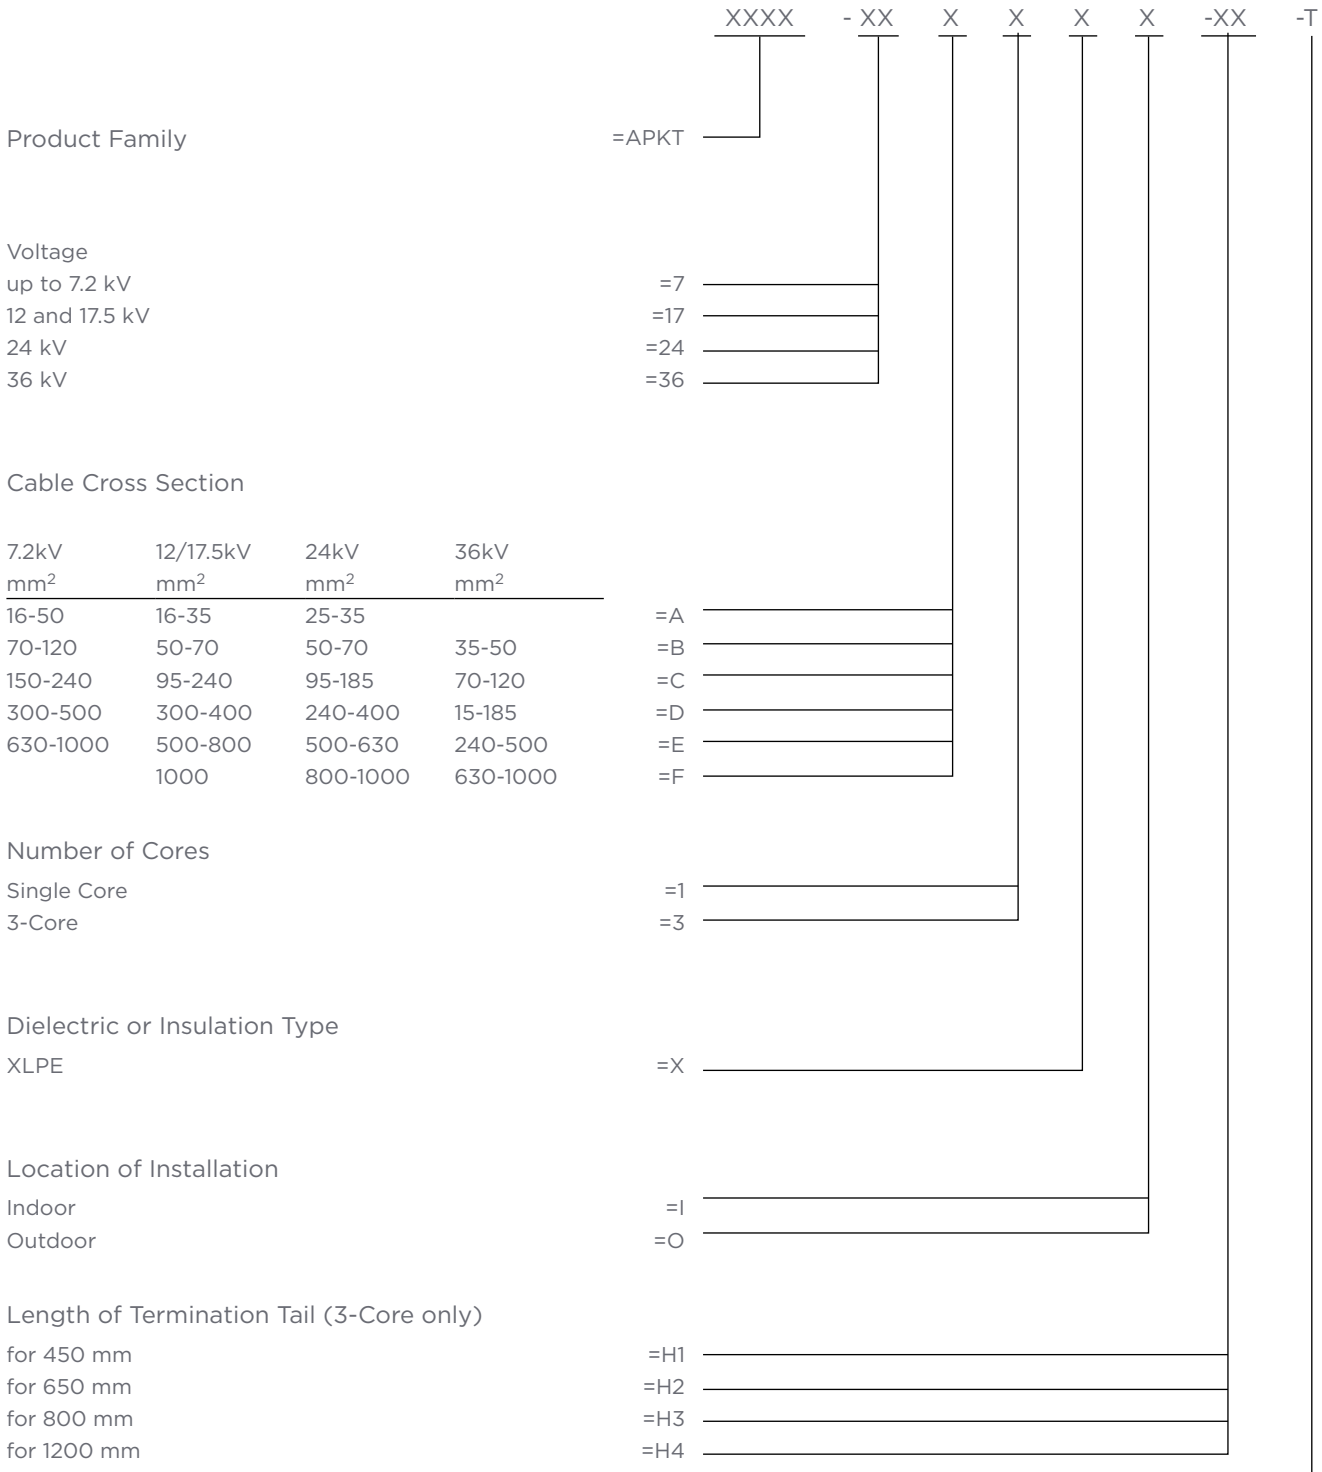 XXXX - XX X X X X -XX -T
Product Family =APKT
Voltage
up to 7.2 kV =7
12 and 17.5 kV =17
24 kV =24
36 kV =36
Cable Cross Section
7.2kV 12/17.5kV 24kV 36kV
mm² mm² mm² mm²
16-50 16-35 25-35 =A
70-120 50-70 50-70 35-50 =B
150-240 95-240 95-185 70-120 =C
300-500 300-400 240-400 15-185 =D
630-1000 500-800 500-630 240-500 =E
1000 800-1000 630-1000 =F
Number of Cores
Single Core =1
3-Core =3
Dielectric or Insulation Type
XLPE =X
Location of Installation
Indoor =I
Outdoor =O
Length of Termination Tail (3-Core only)
for 450 mm =H1
for 650 mm =H2
for 800 mm =H3
for 1200 mm =H4